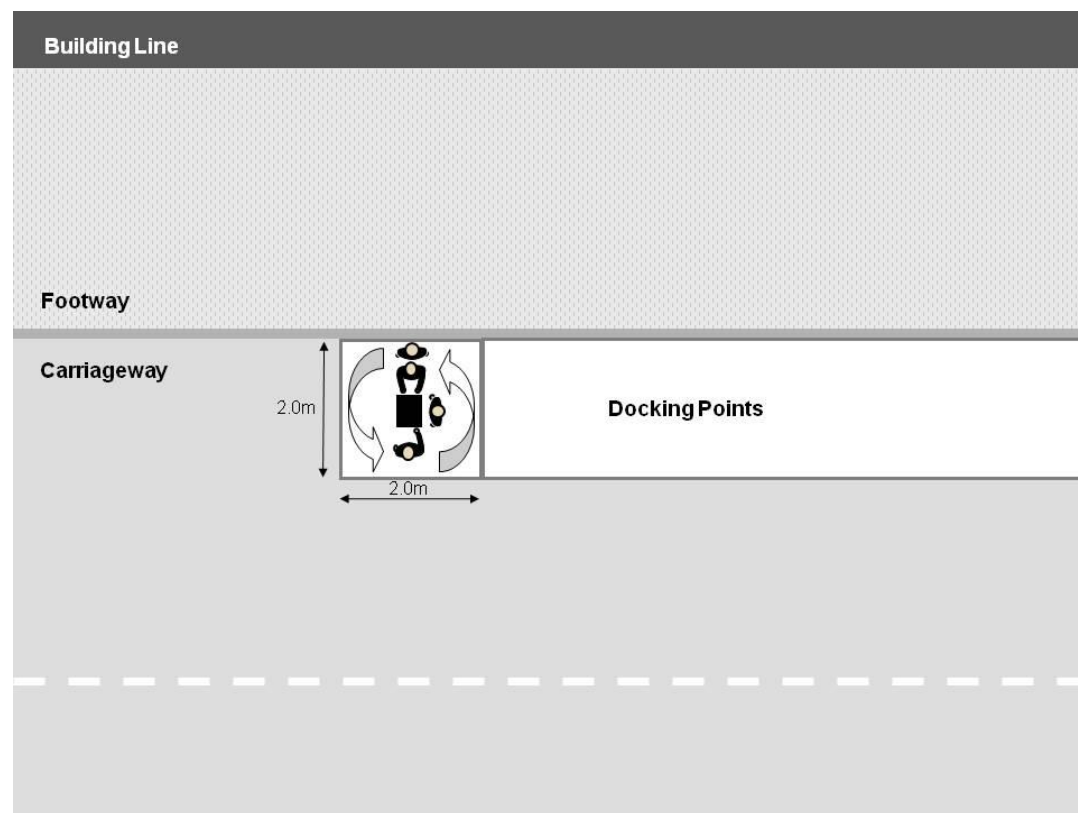 Building Line
Footway
Carriageway
2.0m
Docking Points
2.0m